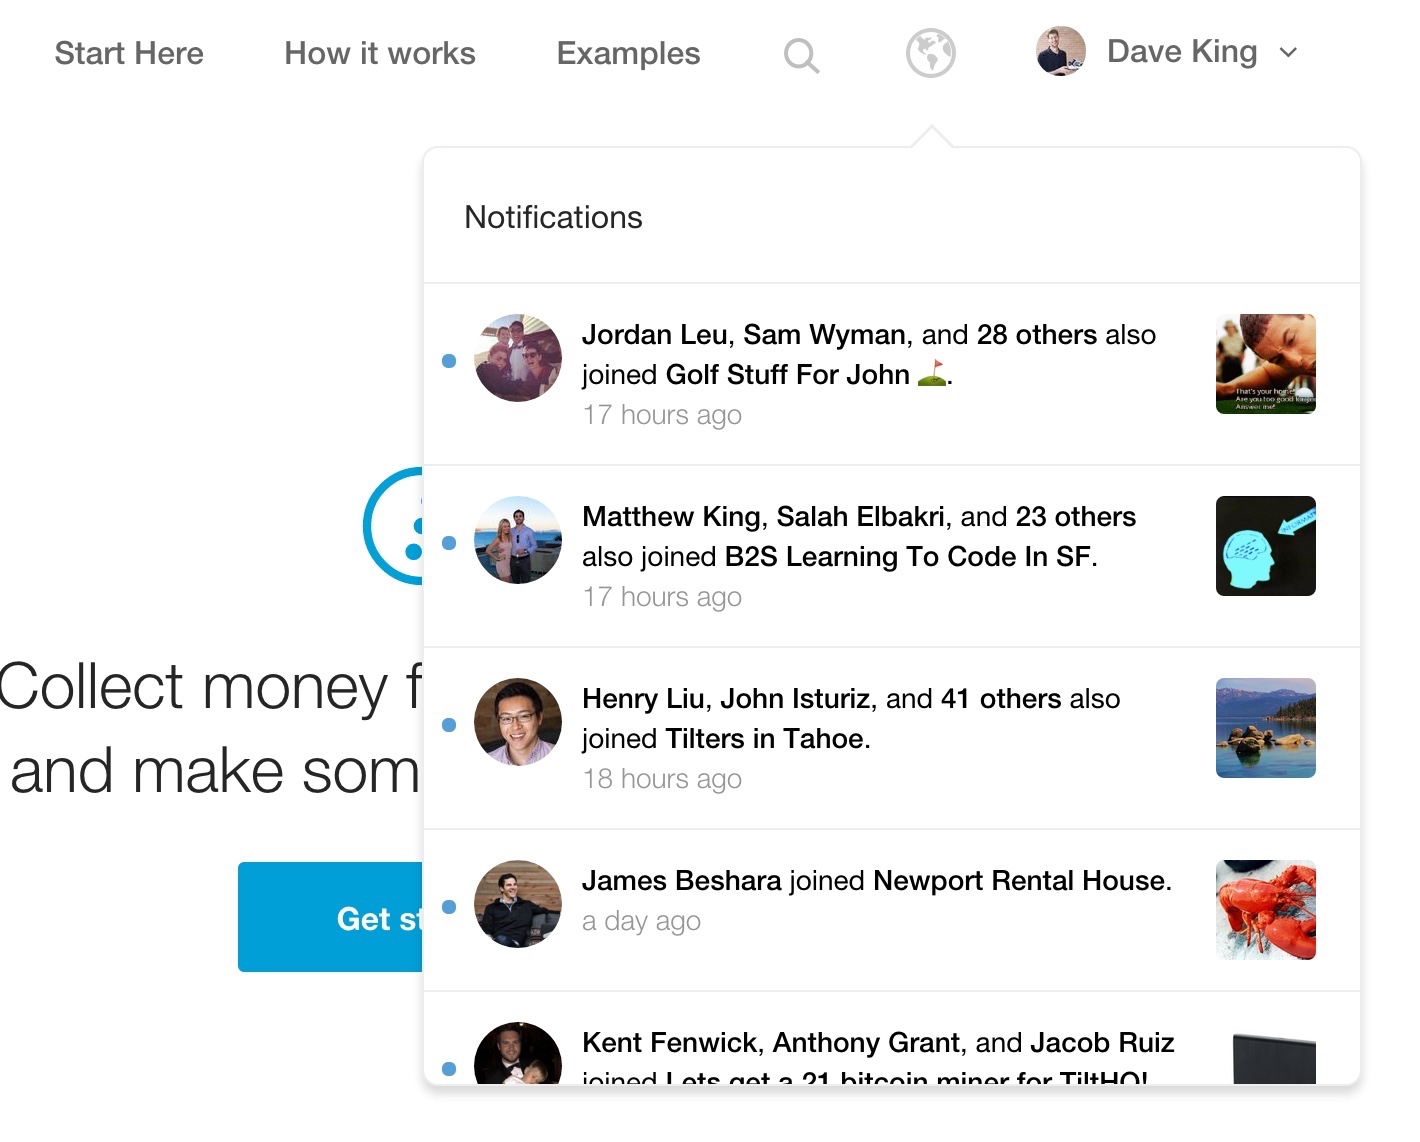 Start Here
How it works
Examples
Dave King
Notifications
Jordan Leu, Sam Wyman, and 28 others also
joined Golf Stuff For John ⛳.
17 hours ago
That's your home!
Are you too good
Answer me!
Matthew King, Salah Elbakri, and 23 others
also joined B2S Learning To Code In SF.
17 hours ago
Henry Liu, John Isturiz, and 41 others also
joined Tilters in Tahoe.
18 hours ago
James Beshara joined Newport Rental House.
a day ago
Kent Fenwick, Anthony Grant, and Jacob Ruiz
joined Lets get a 21 bitcoin miner for TiltHQ!
Collect money f
and make som
Get st